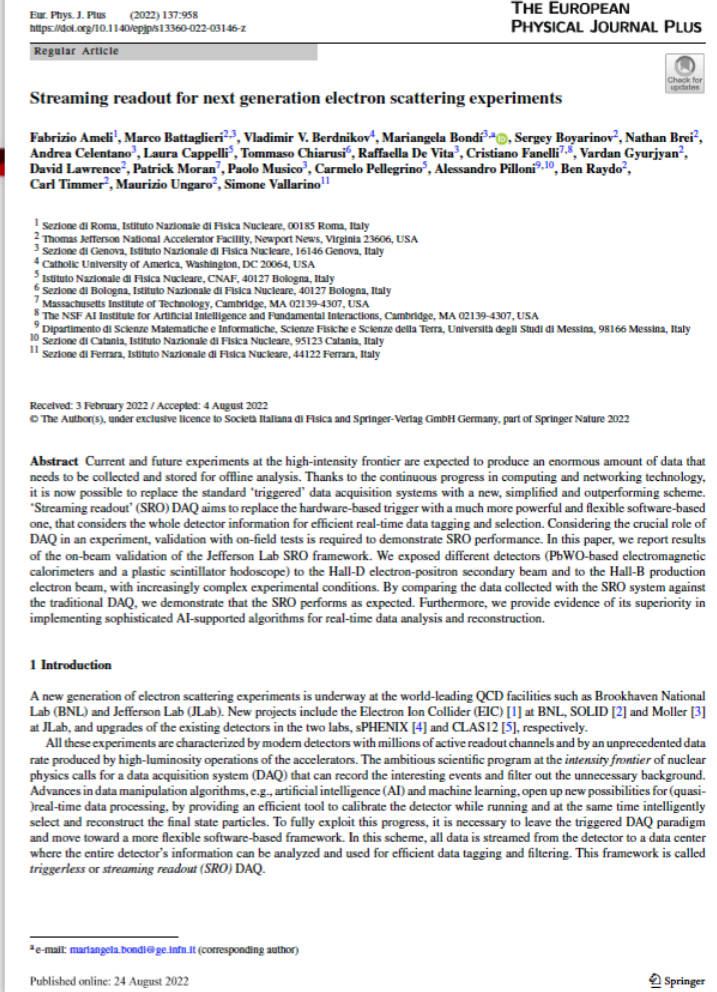 Eur. Phys. J. Plus (2022) 137:958
https://doi.org/10.1140/epjp/s13360-022-03146-z
THE EUROPEAN
PHYSICAL JOURNAL PLUS
Regular Article
Check for
updates
Streaming readout for next generation electron scattering experiments
Fabrizio Ameli1, Marco Battaglieri2,3, Vladimir V. Berdnikov4, Mariangela Bondí3,a, Sergey Boyarinov2, Nathan Brei2,
Andrea Celentano3, Laura Cappelli5, Tommaso Chiarusi6, Raffaella De Vita3, Cristiano Fanelli7,8, Vardan Gyurjyan2,
David Lawrence2, Patrick Moran7, Paolo Musico3, Carmelo Pellegrino5, Alessandro Pilloni9,10, Ben Raydo2,
Carl Timmer2, Maurizio Ungaro2, Simone Vallarino11
1 Sezione di Roma, Istituto Nazionale di Fisica Nucleare, 00185 Roma, Italy
2 Thomas Jefferson National Accelerator Facility, Newport News, Virginia 23606, USA
3 Sezione di Genova, Istituto Nazionale di Fisica Nucleare, 16146 Genova, Italy
4 Catholic University of America, Washington, DC 20064, USA
5 Istituto Nazionale di Fisica Nucleare, CNAF, 40127 Bologna, Italy
6 Sezione di Bologna, Istituto Nazionale di Fisica Nucleare, 40127 Bologna, Italy
7 Massachusetts Institute of Technology, Cambridge, MA 02139-4307, USA
8 The NSF AI Institute for Artificial Intelligence and Fundamental Interactions, Cambridge, MA 02139-4307, USA
9 Dipartimento di Scienze Matematiche e Informatiche, Scienze Fisiche e Scienze della Terra, Università degli Studi di Messina, 98166 Messina, Italy
10 Sezione di Catania, Istituto Nazionale di Fisica Nucleare, 95123 Catania, Italy
11 Sezione di Ferrara, Istituto Nazionale di Fisica Nucleare, 44122 Ferrara, Italy
Received: 3 February 2022 / Accepted: 4 August 2022
© The Author(s), under exclusive licence to Società Italiana di Fisica and Springer-Verlag GmbH Germany, part of Springer Nature 2022
Abstract Current and future experiments at the high-intensity frontier are expected to produce an enormous amount of data that
needs to be collected and stored for offline analysis. Thanks to the continuous progress in computing and networking technology,
it is now possible to replace the standard 'triggered' data acquisition systems with a new, simplified and outperforming scheme.
'Streaming readout' (SRO) DAQ aims to replace the hardware-based trigger with a much more powerful and flexible software-based
one, that considers the whole detector information for efficient real-time data tagging and selection. Considering the crucial role of
DAQ in an experiment, validation with on-field tests is required to demonstrate SRO performance. In this paper, we report results
of the on-beam validation of the Jefferson Lab SRO framework. We exposed different detectors (PbWO-based electromagnetic
calorimeters and a plastic scintillator hodoscope) to the Hall-D electron-positron secondary beam and to the Hall-B production
electron beam, with increasingly complex experimental conditions. By comparing the data collected with the SRO system against
the traditional DAQ, we demonstrate that the SRO performs as expected. Furthermore, we provide evidence of its superiority in
implementing sophisticated AI-supported algorithms for real-time data analysis and reconstruction.
1 Introduction
A new generation of electron scattering experiments is underway at the world-leading QCD facilities such as Brookhaven National
Lab (BNL) and Jefferson Lab (JLab). New projects include the Electron Ion Collider (EIC) [1] at BNL, SOLID [2] and Moller [3]
at JLab, and upgrades of the existing detectors in the two labs, sPHENIX [4] and CLAS12 [5], respectively.
All these experiments are characterized by modern detectors with millions of active readout channels and by an unprecedented data
rate produced by high-luminosity operations of the accelerators. The ambitious scientific program at the intensity frontier of nuclear
physics calls for a data acquisition system (DAQ) that can record the interesting events and filter out the unnecessary background.
Advances in data manipulation algorithms, e.g., artificial intelligence (AI) and machine learning, open up new possibilities for (quasi-
)real-time data processing, by providing an efficient tool to calibrate the detector while running and at the same time intelligently
select and reconstruct the final state particles. To fully exploit this progress, it is necessary to leave the triggered DAQ paradigm
and move toward a more flexible software-based framework. In this scheme, all data is streamed from the detector to a data center
where the entire detector's information can be analyzed and used for efficient data tagging and filtering. This framework is called
triggerless or streaming readout (SRO) DAQ.
a e-mail: mariangela.bondi@ge.infn.it (corresponding author)
Published online: 24 August 2022
Springer